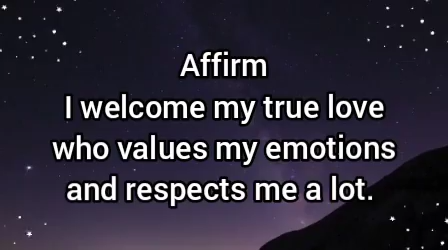 Affirm
I welcome my true love
who values my emotions
and respects me a lot.